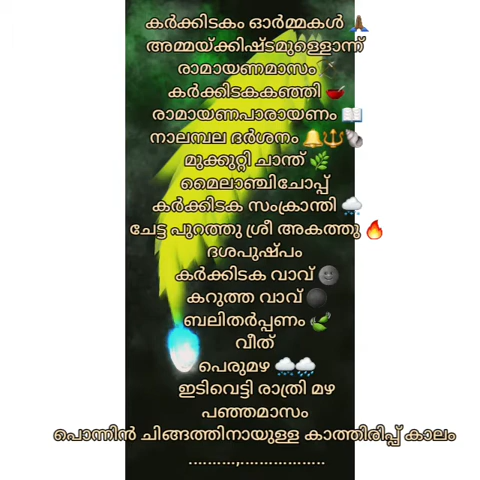 കർക്കിടകം ഓർമ്മകൾ 🙏🏽
അമ്മയ്ക്കിഷ്ടമുള്ളൊന്ന്
രാമായണമാസം
കർക്കിടകകഞ്ഞി 🥣
രാമായണപാരായണം 📖
നാലമ്പല ദർശനം 🔔🔱🐚
മുക്കുറ്റി ചാന്ത് 🌿
മൈലാഞ്ചിചോപ്പ്
കർക്കിടക സംക്രാന്തി 🌧️
ചേട്ട പുറത്തു ശ്രീ അകത്തു 🔥
ദശപുഷ്പം
കർക്കിടക വാവ് 🌚
കറുത്ത വാവ് 🌑
ബലിതർപ്പണം 🍃
വീത്
പെരുമഴ 🌧️🌧️
ഇടിവെട്ടി രാത്രി മഴ
പഞ്ഞമാസം
പൊന്നിൻ ചിങ്ങത്തിനായുള്ള കാത്തിരിപ്പ് കാലം
..........,.................